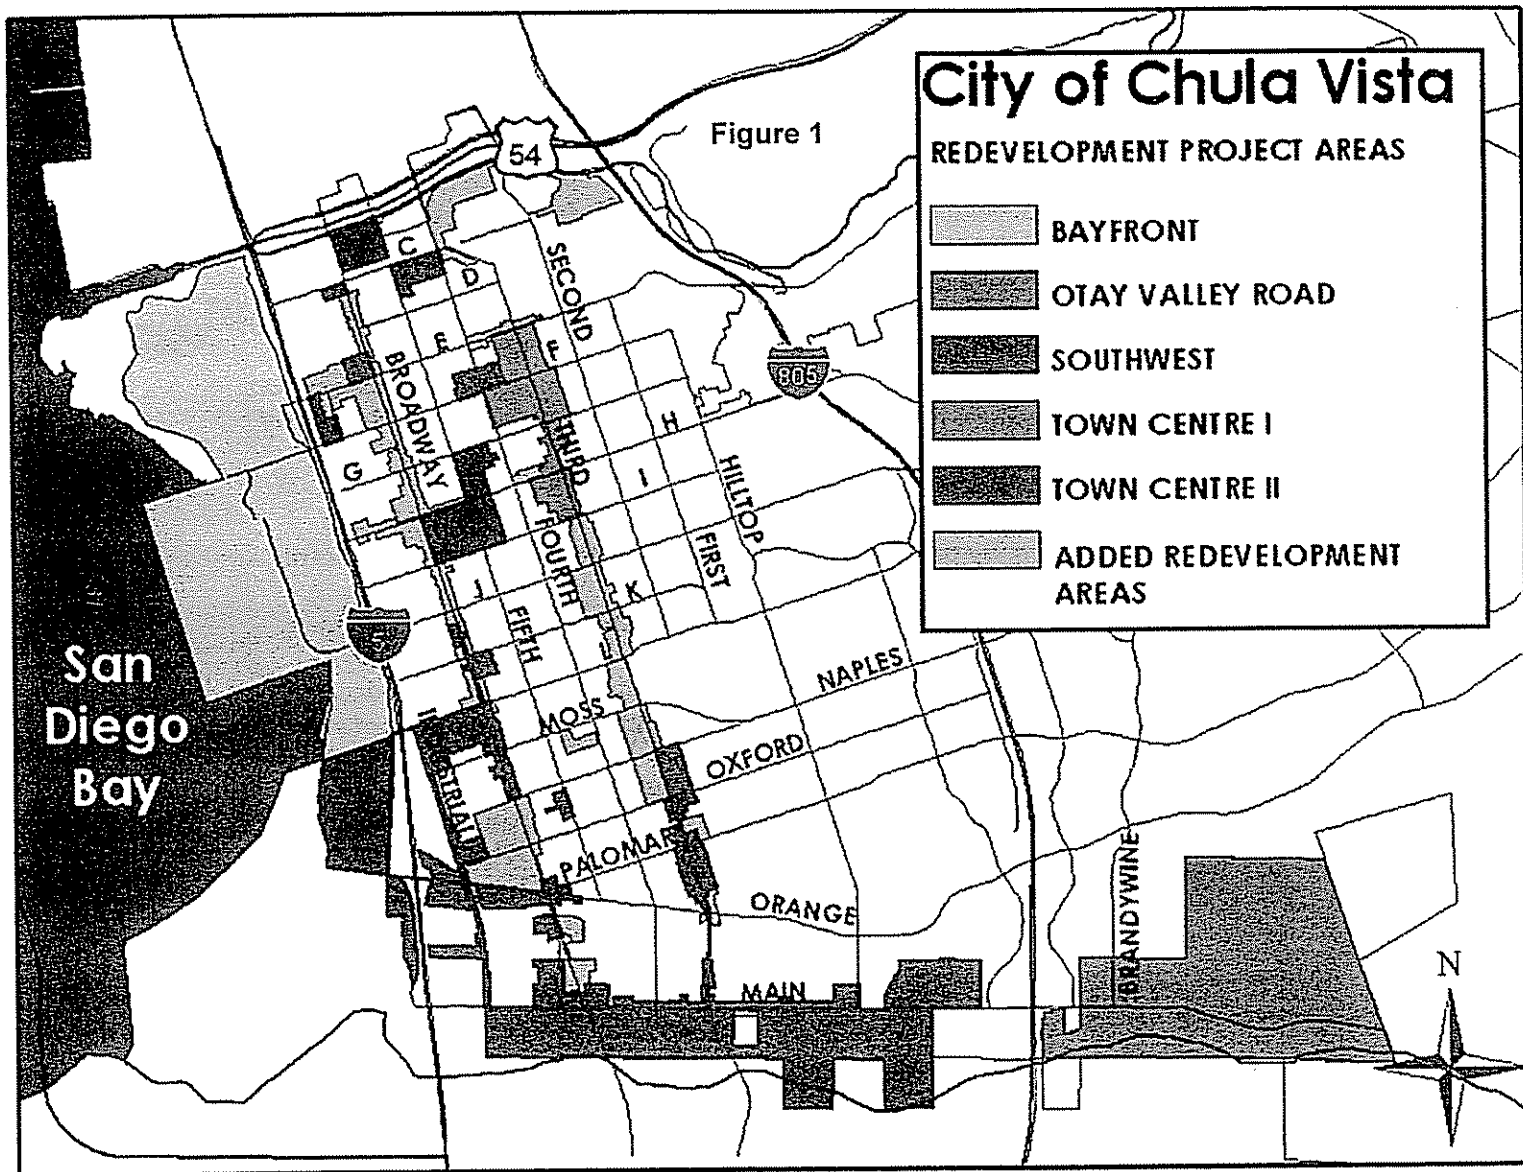 City of Chula Vista
Figure 1
REDEVELOPMENT PROJECT AREAS
BAYFRONT
OTAY VALLEY ROAD
SOUTHWEST
TOWN CENTRE I
TOWN CENTRE II
ADDED REDEVELOPMENT
AREAS
54
C
D
SECOND
E
F
BROADWAY
805
THIRD
H
G
I
HILLTOP
FOURTH
FIRST
J
K
FIFTH
5
San
Diego
Bay
NAPLES
MOSS
OXFORD
PALOMAR
ORANGE
BRANDYWINE
MAIN
N